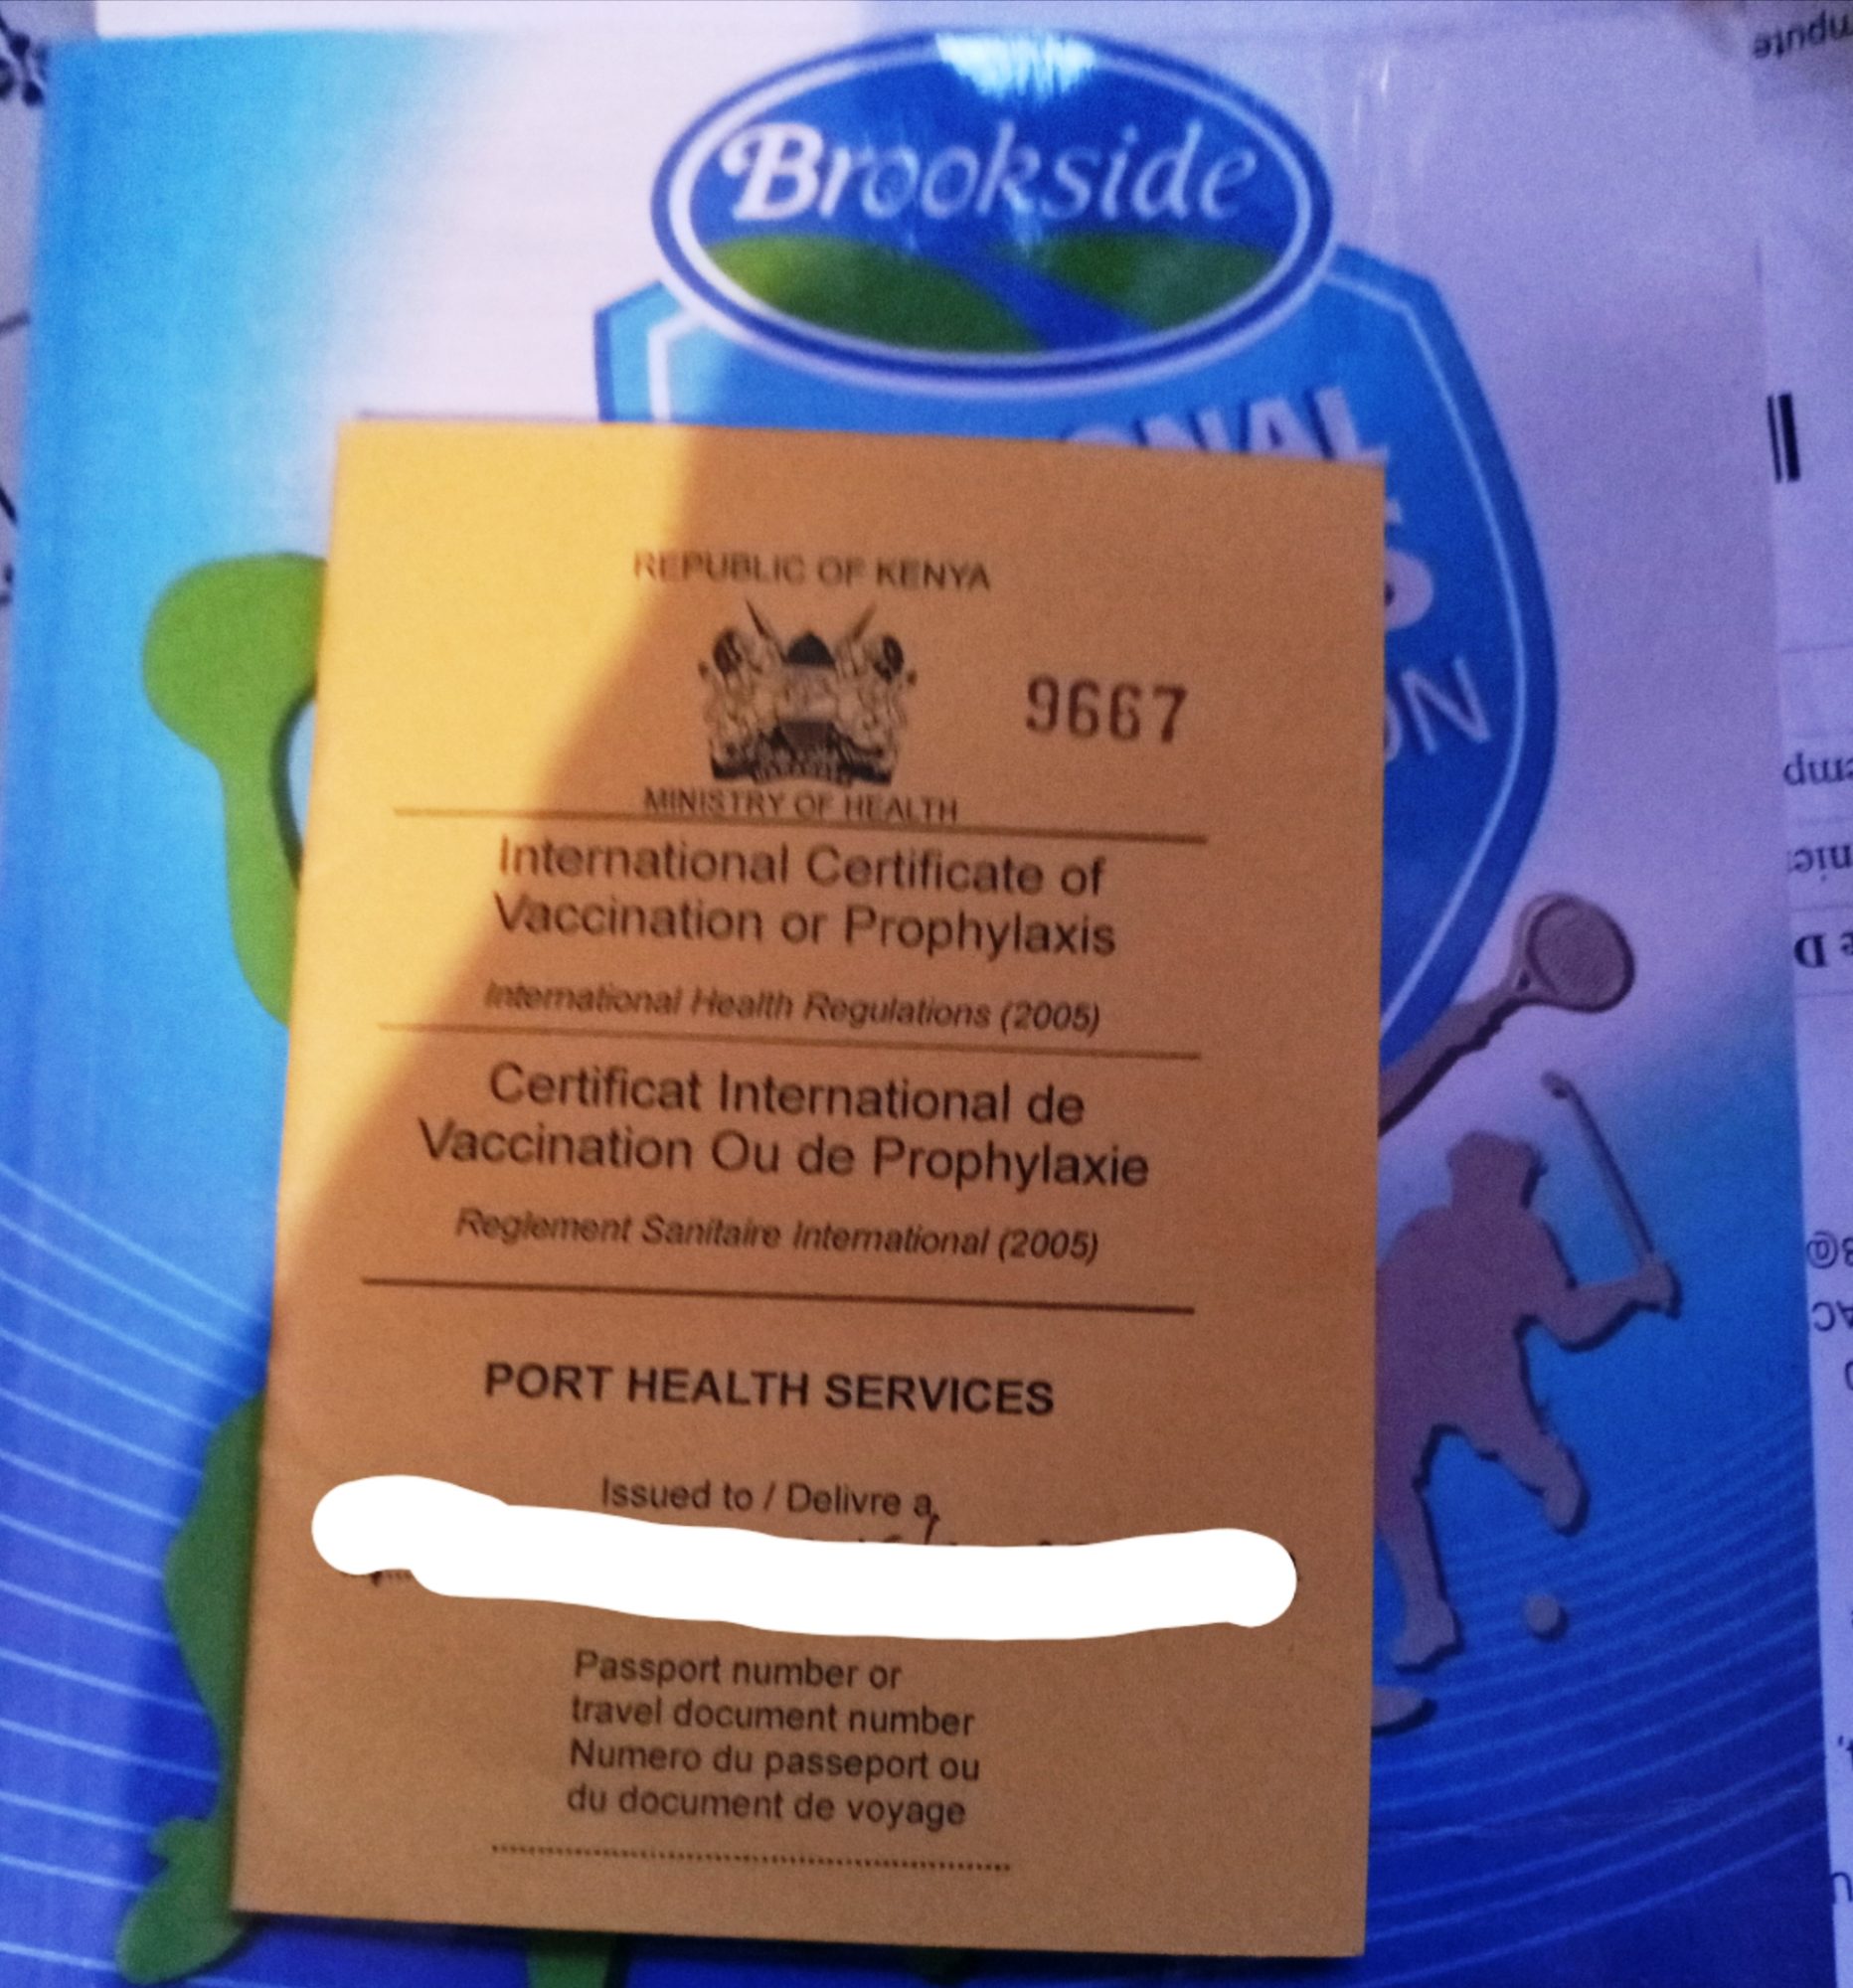 Brookside
REPUBLIC OF KENYA
9667
MINISTRY OF HEALTH
International Certificate of
Vaccination or Prophylaxis
International Health Regulations (2005)
Certificat International de
Vaccination Ou de Prophylaxie
Reglement Sanitaire International (2005)
PORT HEALTH SERVICES
Issued to / Delivre a
Passport number or
travel document number
Numero du passeport ou
du document de voyage